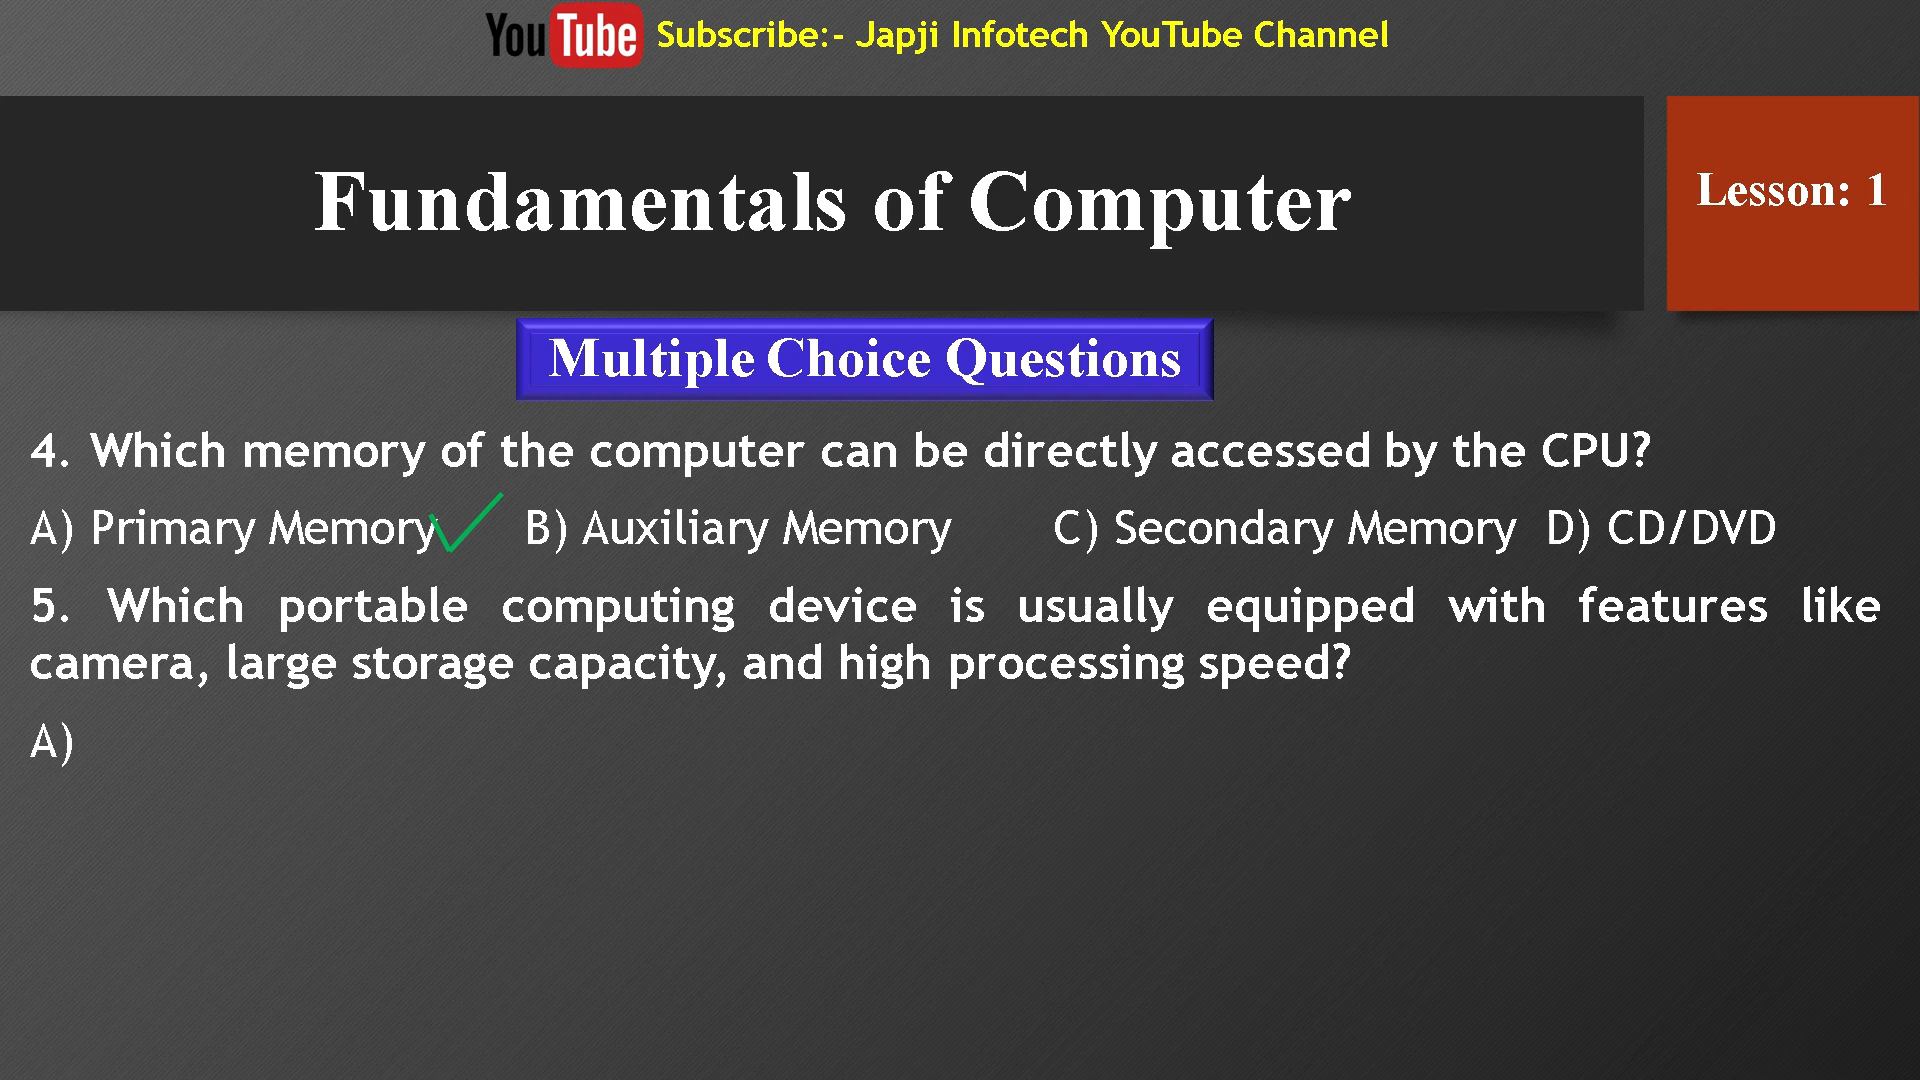 YouTube Subscribe:- Japji Infotech YouTube Channel
Fundamentals of Computer
Lesson: 1
Multiple Choice Questions
4. Which memory of the computer can be directly accessed by the CPU?
A) Primary Memory B) Auxiliary Memory C) Secondary Memory D) CD/DVD
5. Which portable computing device is usually equipped with features like
camera, large storage capacity, and high processing speed?
A)